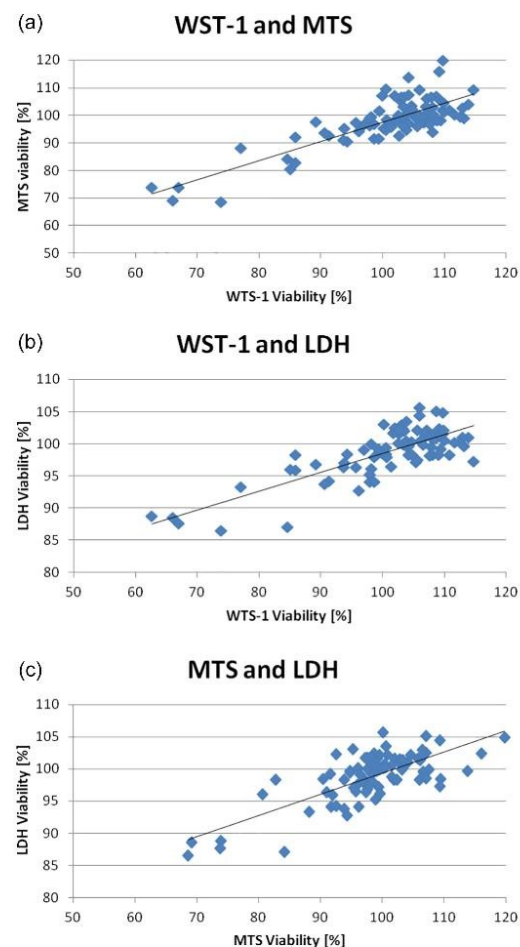 (a)
WST-1 and MTS
MTS viability [%]
120
110
100
90
80
70
60
50
50 60 70 80 90 100 110 120
WTS-1 Viability [%]
(b)
WST-1 and LDH
LDH Viability [%]
110
105
100
95
90
85
80
50 60 70 80 90 100 110 120
WTS-1 Viability [%]
(c)
MTS and LDH
LDH Viability [%]
110
105
100
95
90
85
80
50 60 70 80 90 100 110 120
MTS Viability [%]